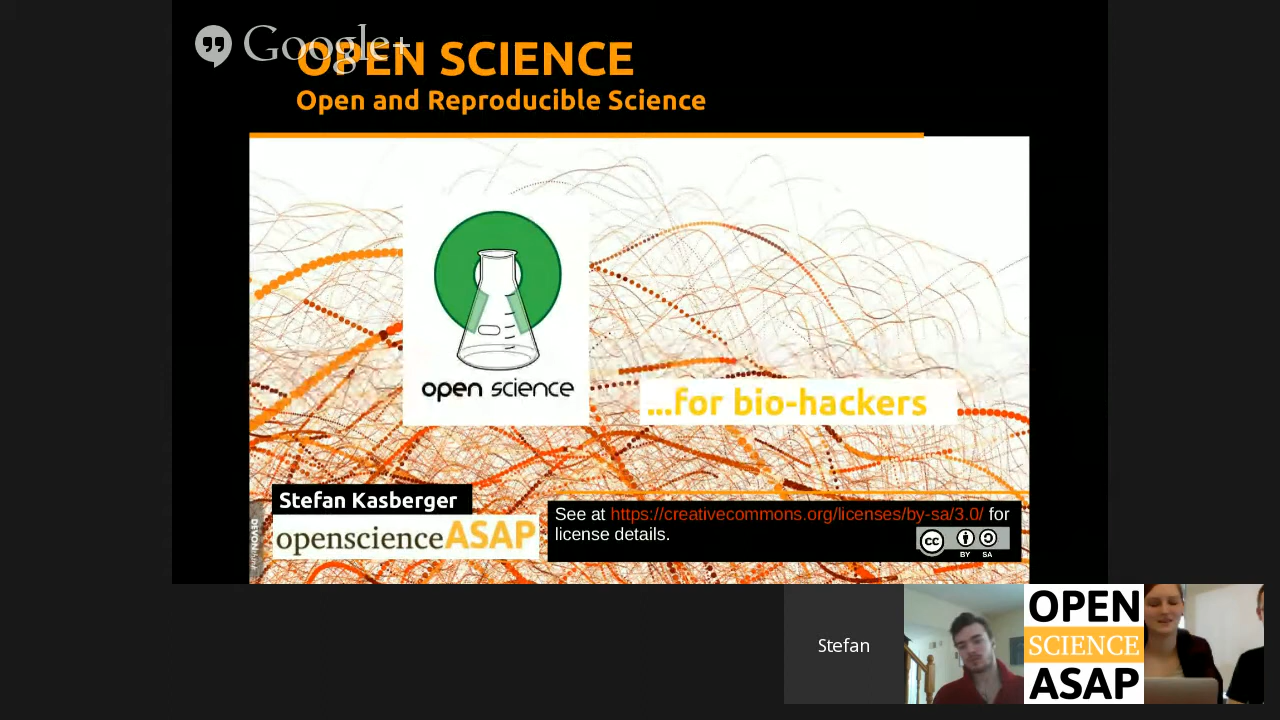 Google+
OPEN SCIENCE
Open and Reproducible Science
open science
...for bio-hackers
Stefan Kasberger
openscienceASAP
See at https://creativecommons.org/licenses/by-sa/3.0/ for
license details.
cc
BY SA
Stefan
OPEN
SCIENCE
ASAP